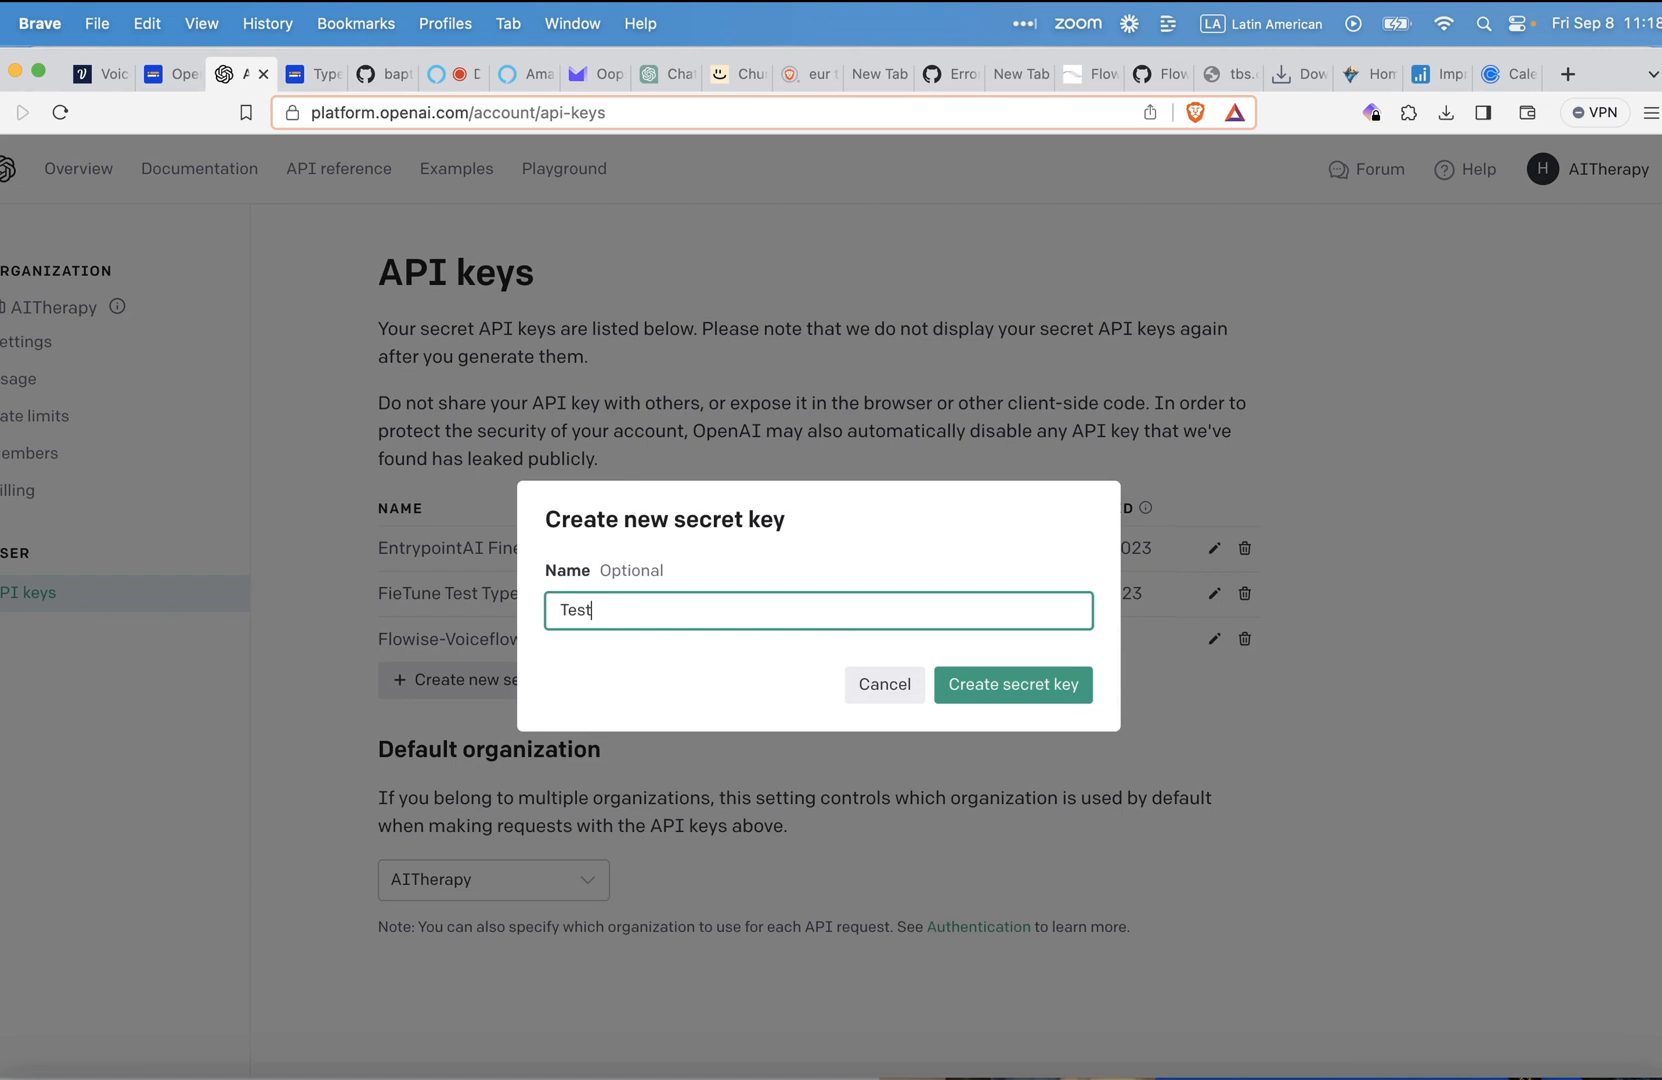 Brave File Edit View History Bookmarks Profiles Tab Window Help zoom LA Latin American Fri Sep 8 11:18
Voic Ope A Type bapt Ama Oop Cha Chu eur t New Tab Erro New Tab Flow Flow tbs. Dow Hom Imp Cale
platform.openai.com/account/api-keys VPN
Overview Documentation API reference Examples Playground Forum Help H AITherapy
RGANIZATION
AITherapy
ettings
sage
ate limits
embers
illing
SER
PI keys
API keys
Your secret API keys are listed below. Please note that we do not display your secret API keys again
after you generate them.
Do not share your API key with others, or expose it in the browser or other client-side code. In order to
protect the security of your account, OpenAI may also automatically disable any API key that we've
found has leaked publicly.
NAME D
EntrypointAI Fine 023
FieTune Test Type 23
Flowise-Voiceflow
+ Create new se
Create new secret key
Name Optional
Test
Cancel Create secret key
Default organization
If you belong to multiple organizations, this setting controls which organization is used by default
when making requests with the API keys above.
AITherapy
Note: You can also specify which organization to use for each API request. See Authentication to learn more.